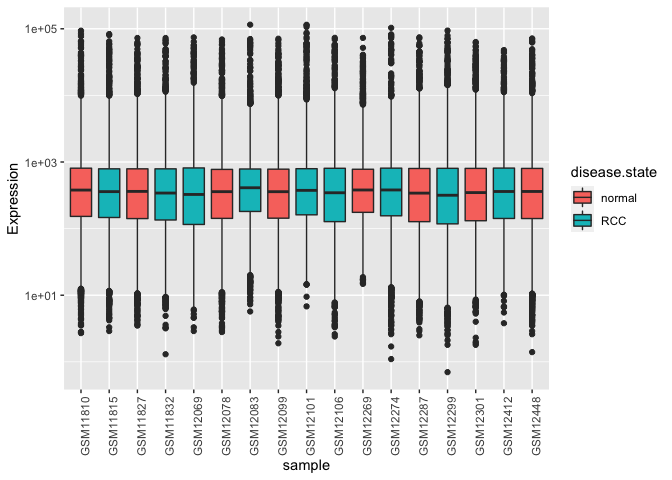 1e+05
1e+03
1e+01
Expression
GSM11810
GSM11815
GSM11827
GSM11832
GSM12069
GSM12078
GSM12083
GSM12099
GSM12101
GSM12106
GSM12269
GSM12274
GSM12287
GSM12299
GSM12301
GSM12412
GSM12448
sample
disease.state
normal
RCC